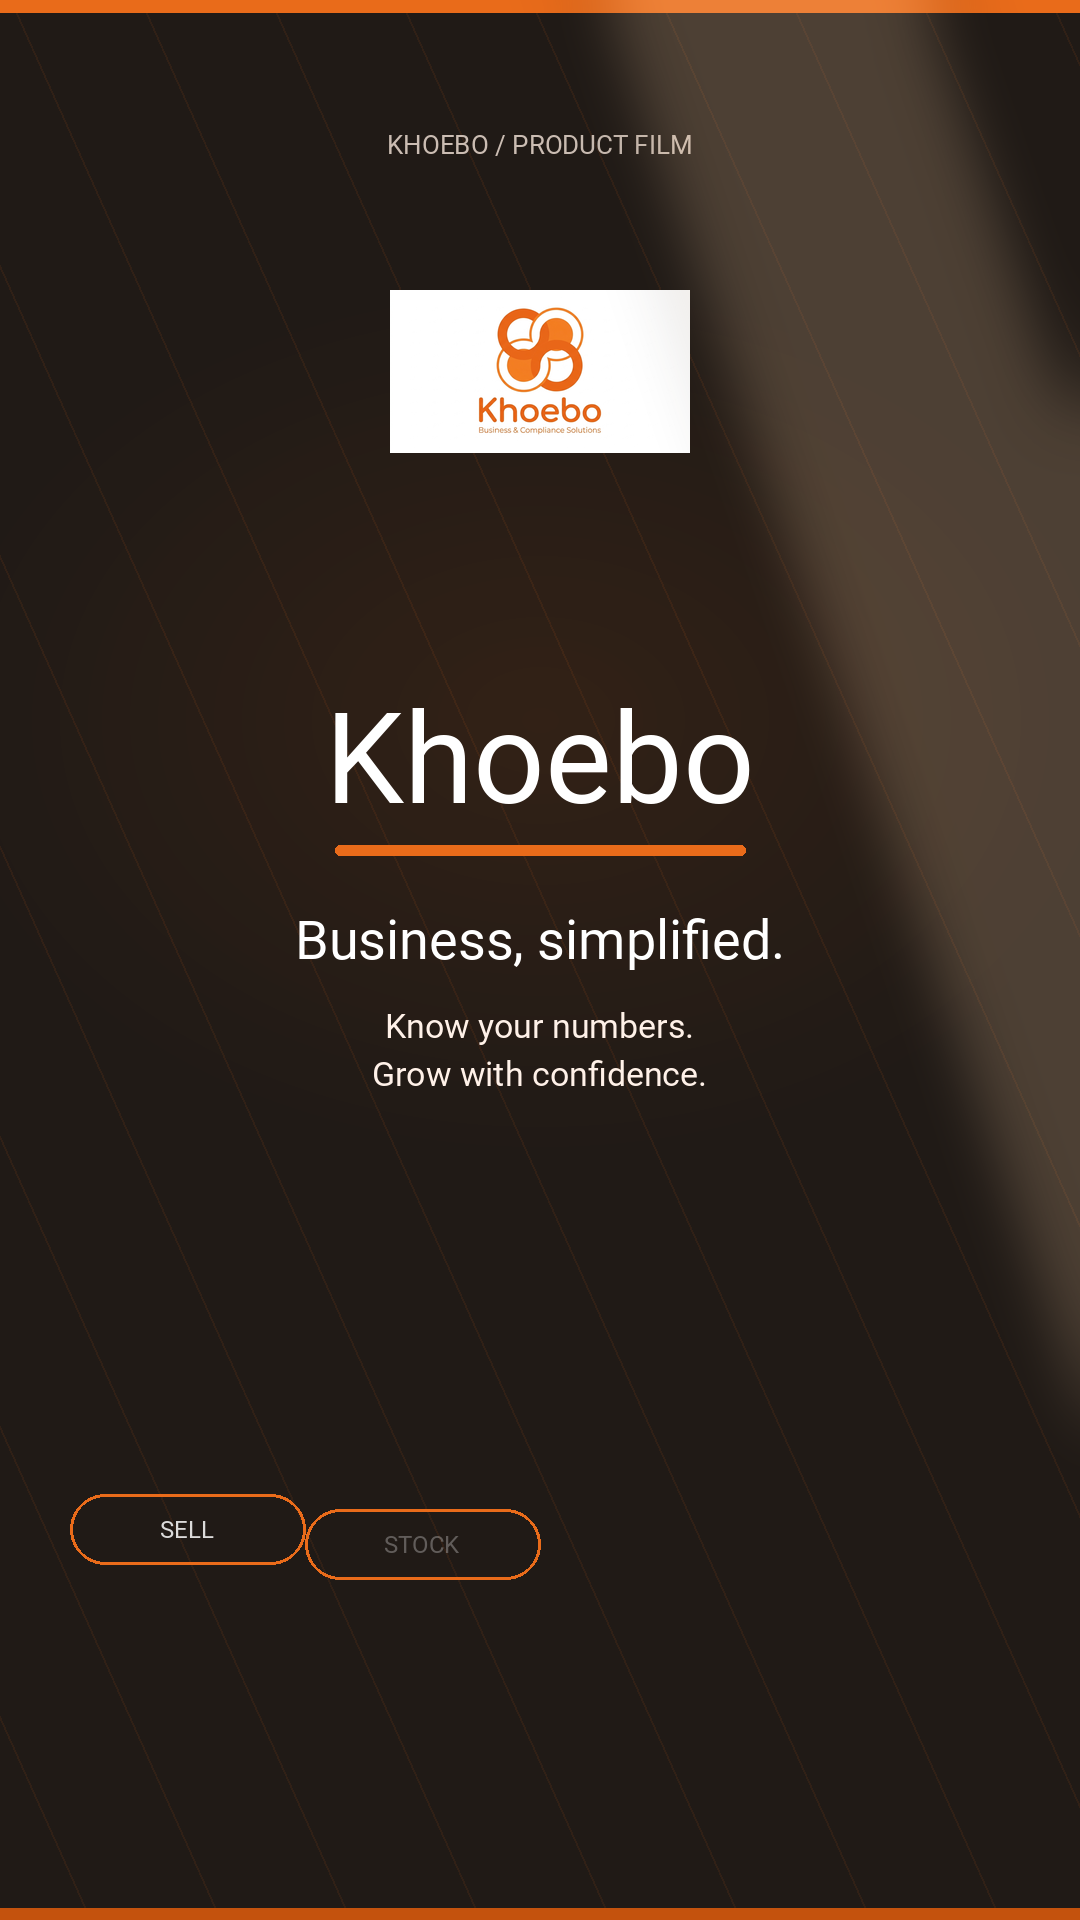 KHOEBO / PRODUCT FILM
Khoebo
Business & Compliance Solutions
Khoebo
Business, simplified.
Know your numbers.
Grow with confidence.
SELL
STOCK